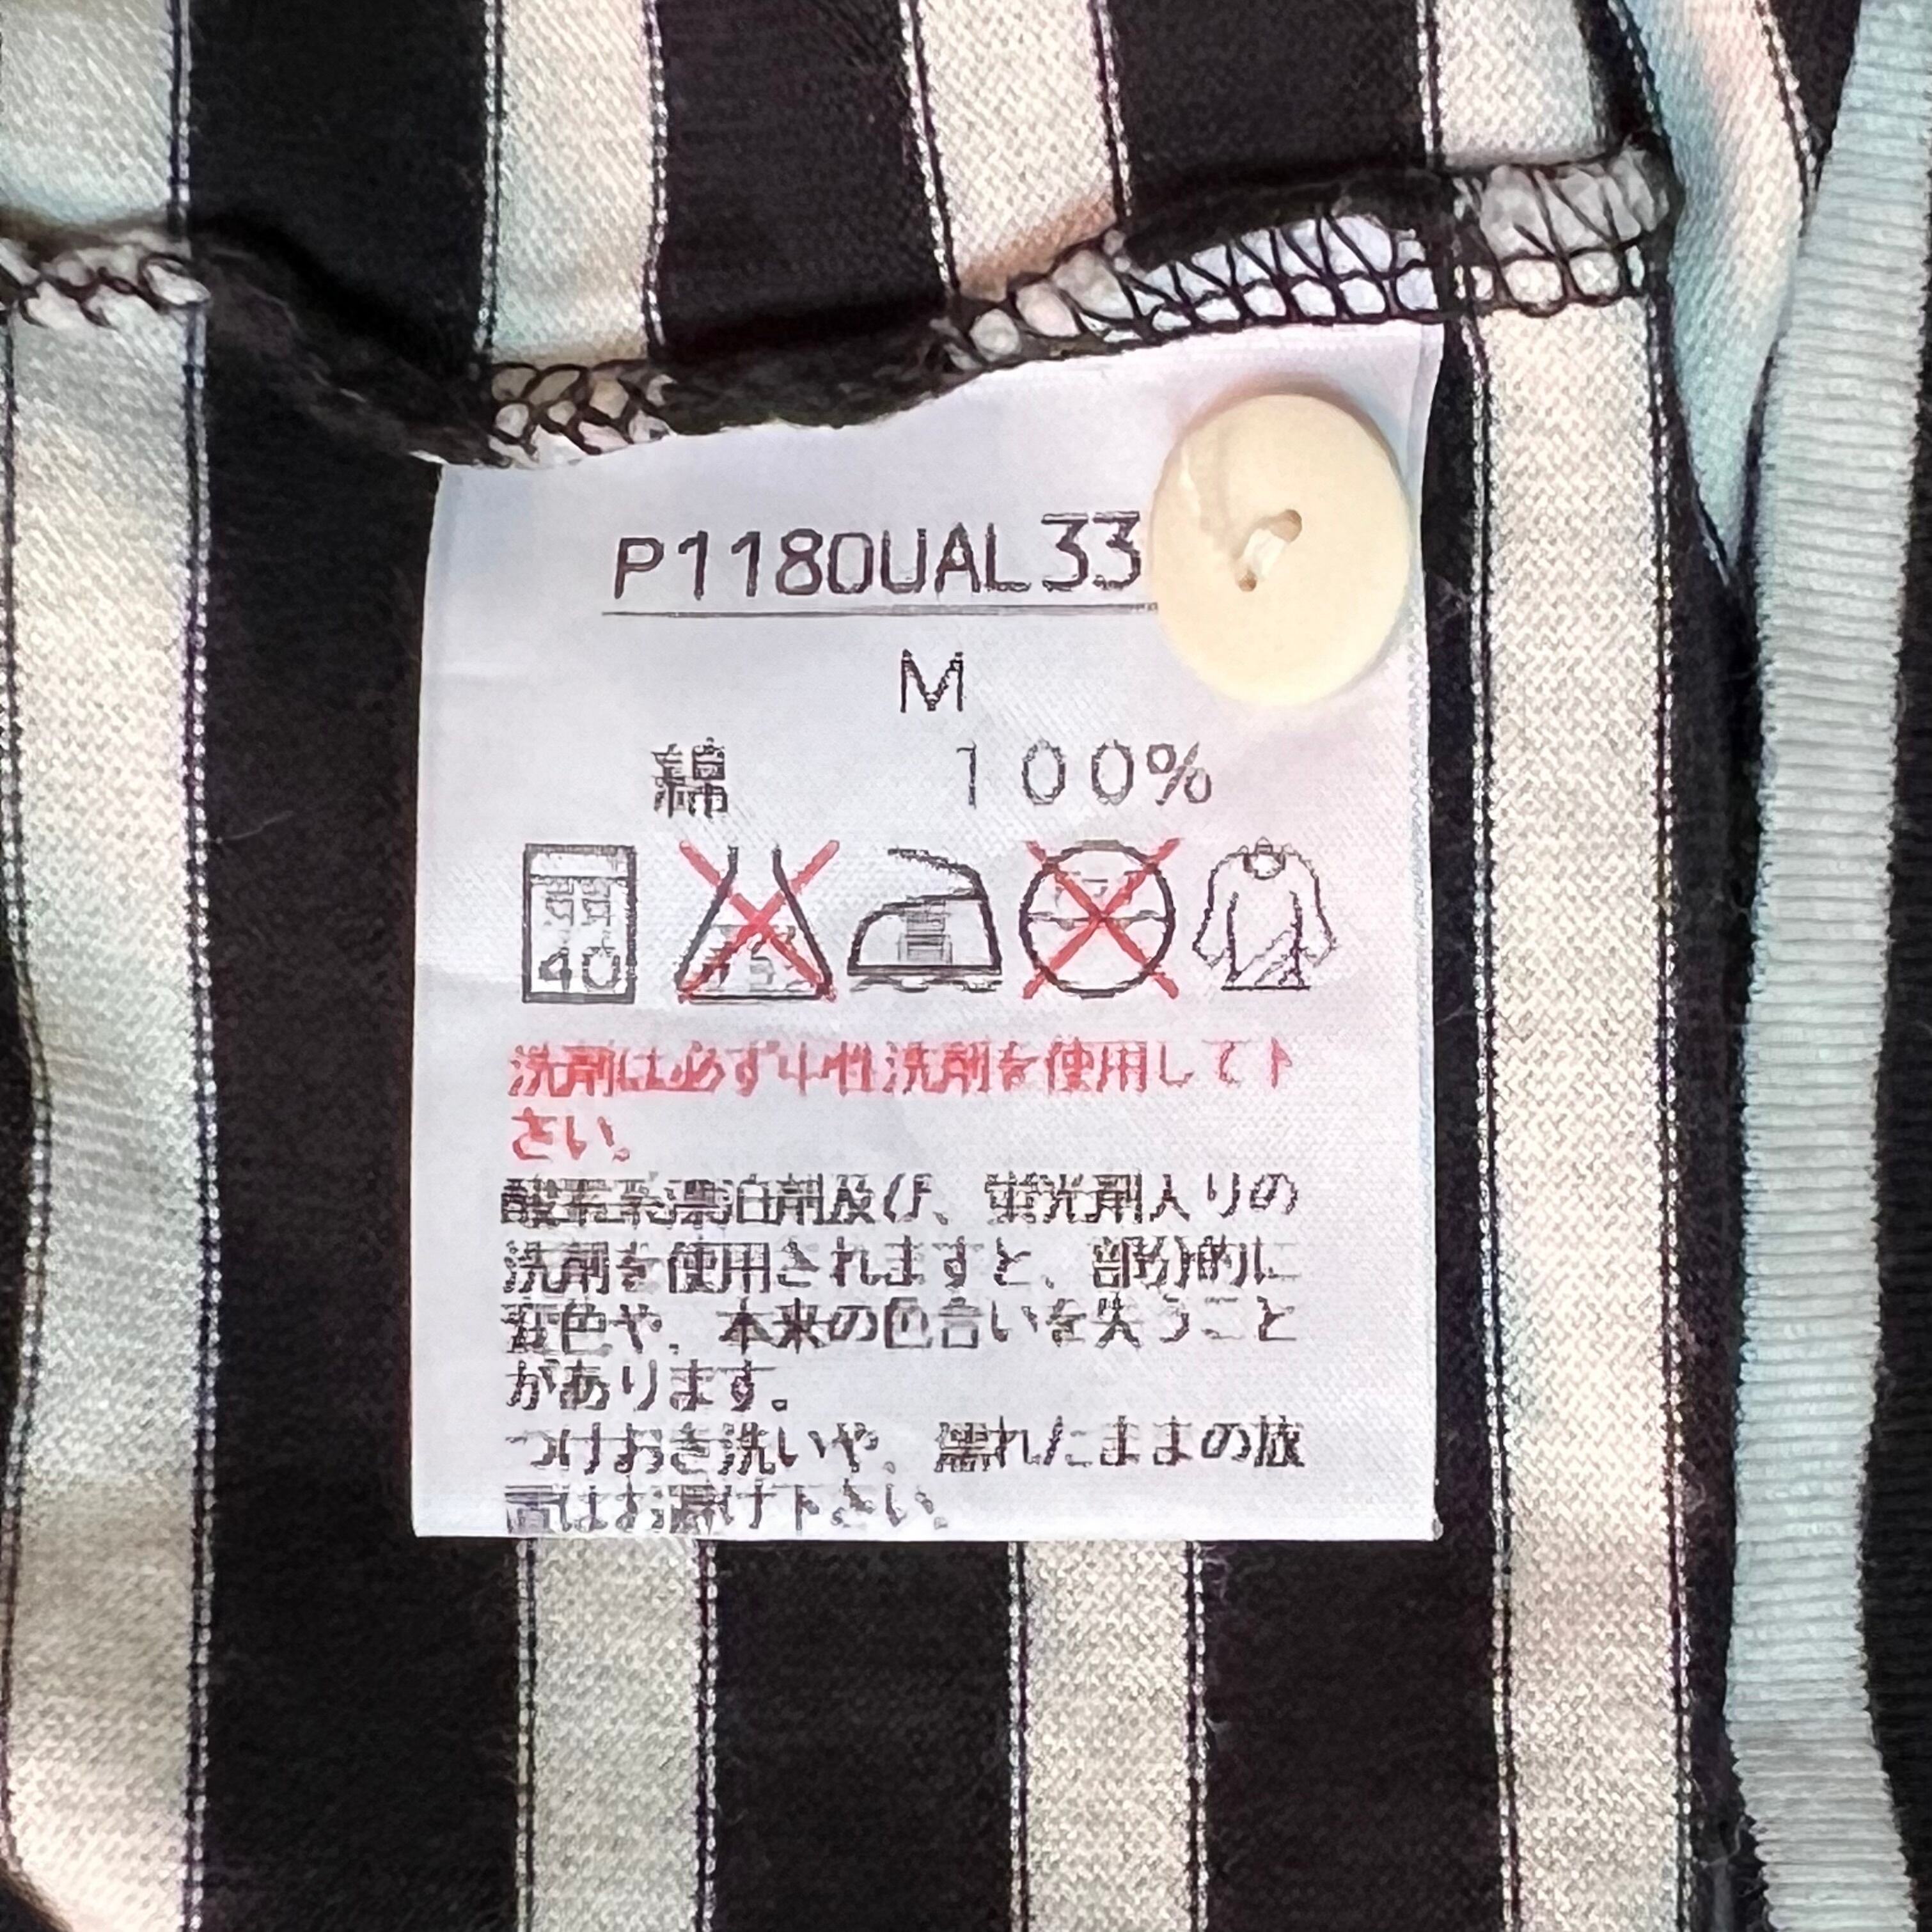 P1180UAL33
M
綿 100%
40
洗剤は必ず中性洗剤を使用して下
さい。
酸素系漂白剤及び、蛍光剤入りの
洗剤を使用されますと、部分的に
変色や、本来の色合いを失うこと
があります。
つけおき洗いや、濡れたままの放
置はお避け下さい。